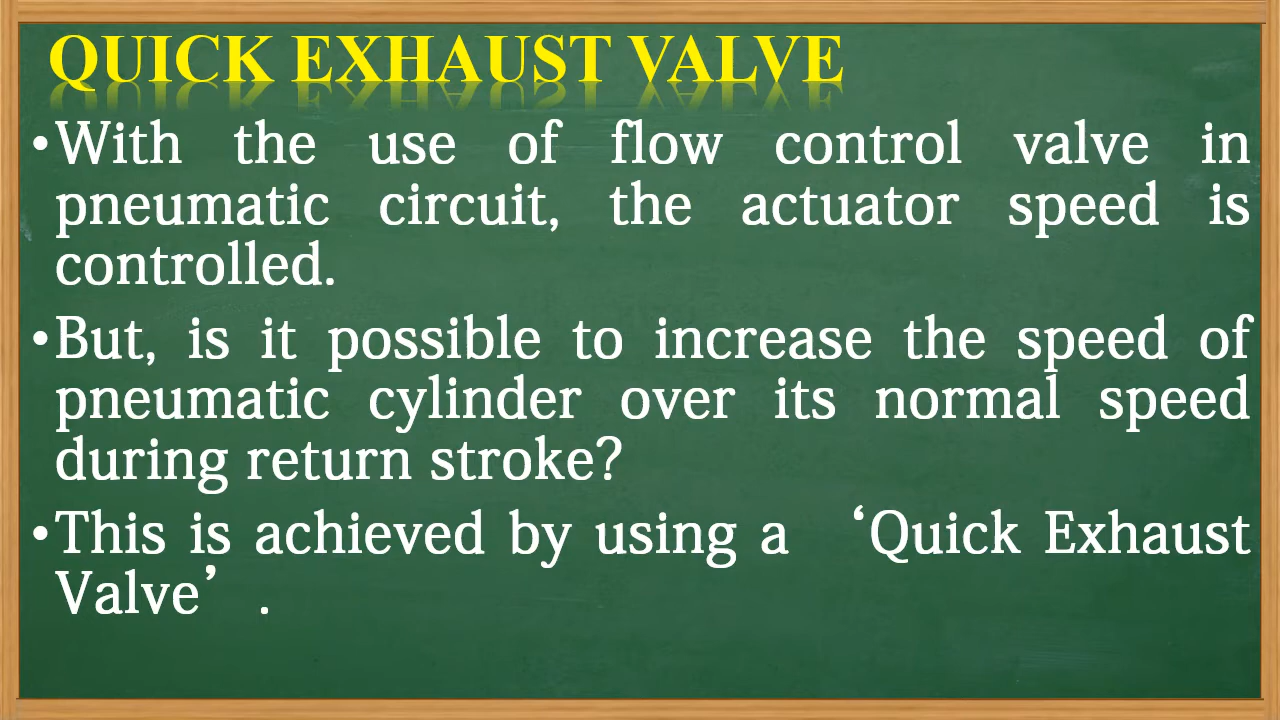 QUICK EXHAUST VALVE
•With the use of flow control valve in
pneumatic circuit, the actuator speed is
controlled.
•But, is it possible to increase the speed of
pneumatic cylinder over its normal speed
during return stroke?
•This is achieved by using a ‘Quick Exhaust
Valve’ .